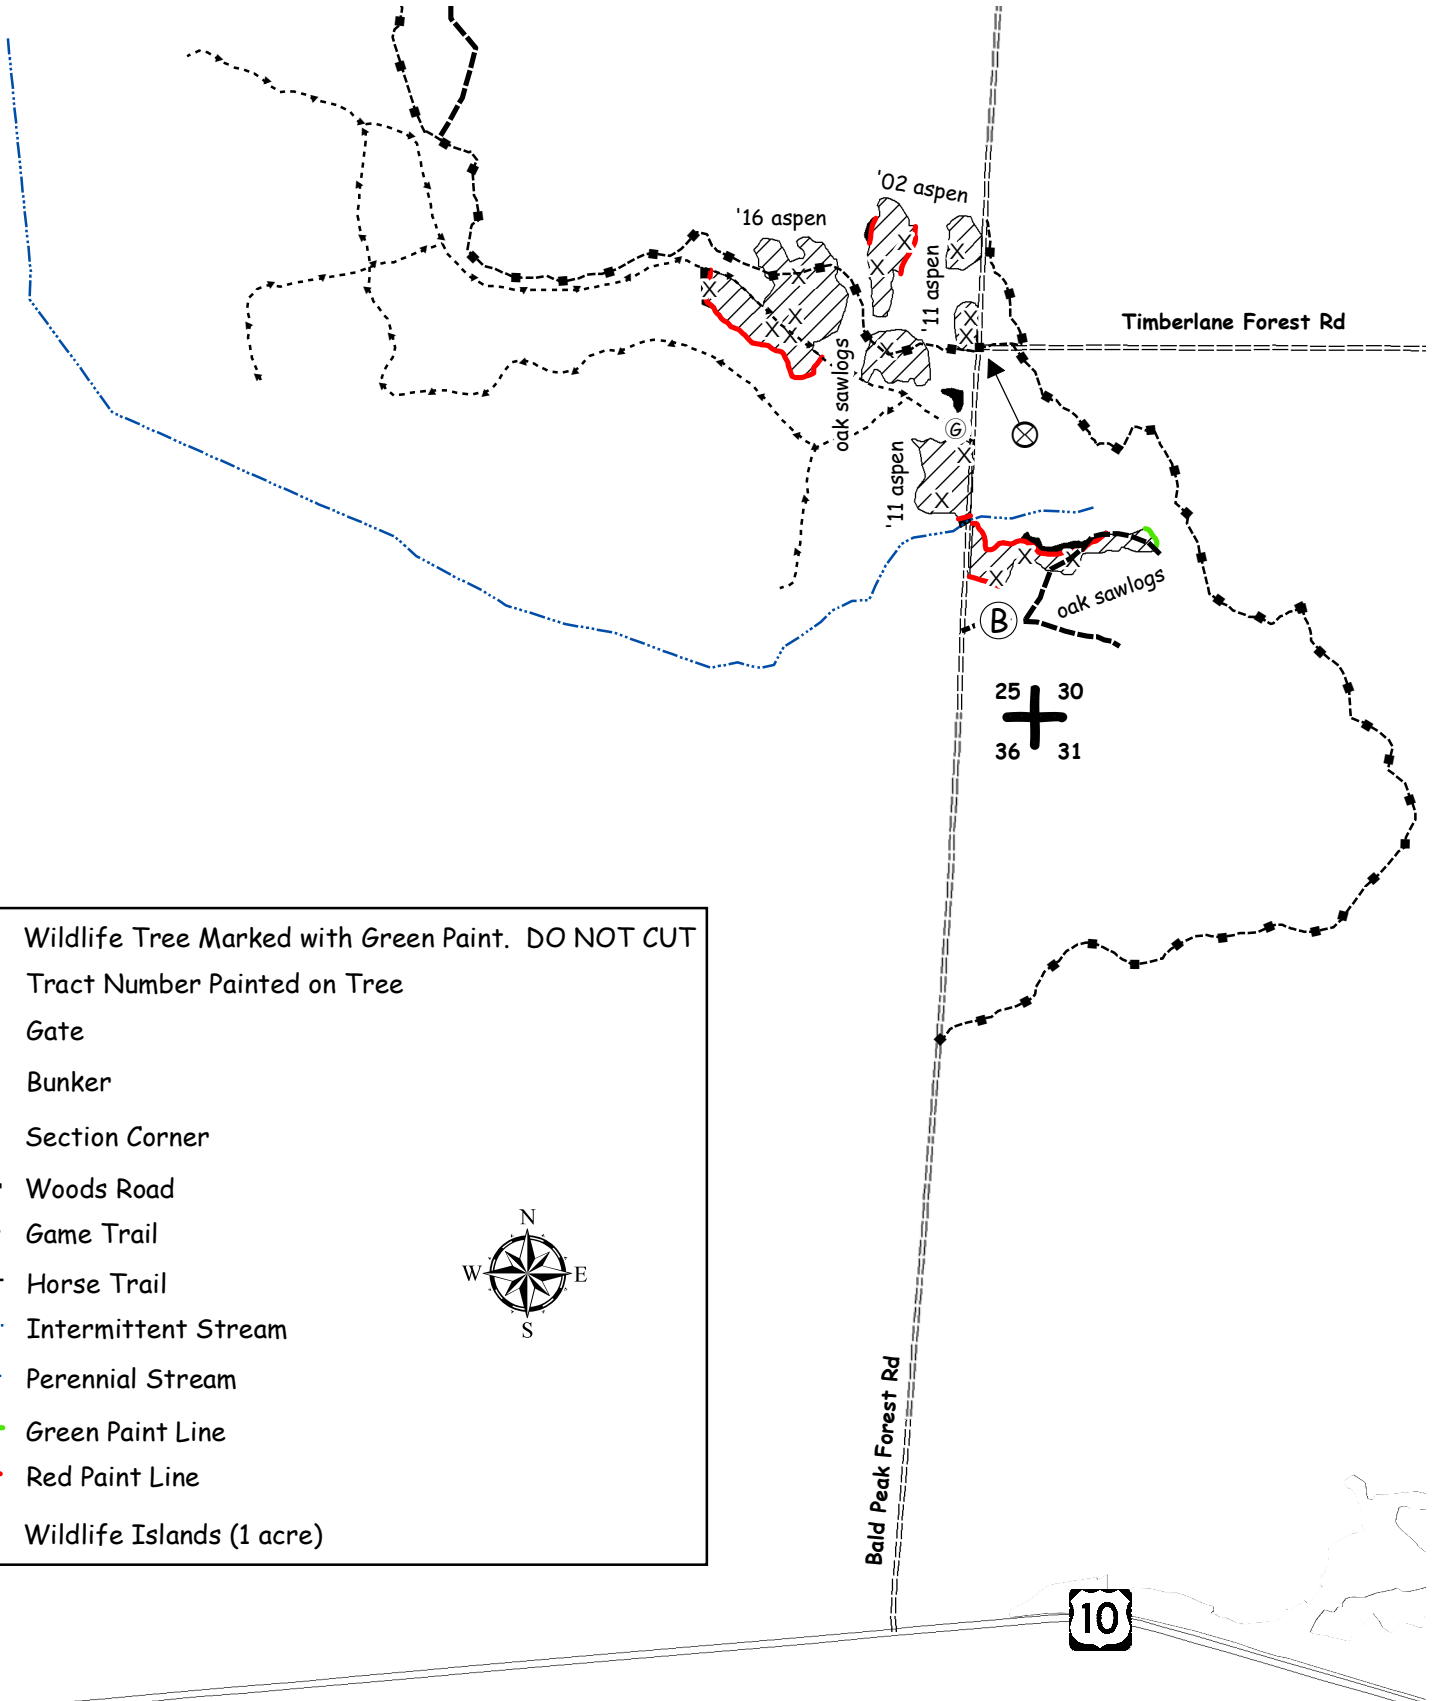 '02 aspen
'16 aspen
'11 aspen
Timberlane Forest Rd
oak sawlogs
G
'11 aspen
oak sawlogs
B
25 30
36 31
Wildlife Tree Marked with Green Paint. DO NOT CUT
Tract Number Painted on Tree
Gate
Bunker
Section Corner
Woods Road
Game Trail
Horse Trail
Intermittent Stream
Perennial Stream
Green Paint Line
Red Paint Line
Wildlife Islands (1 acre)
N
W E
S
Bald Peak Forest Rd
10